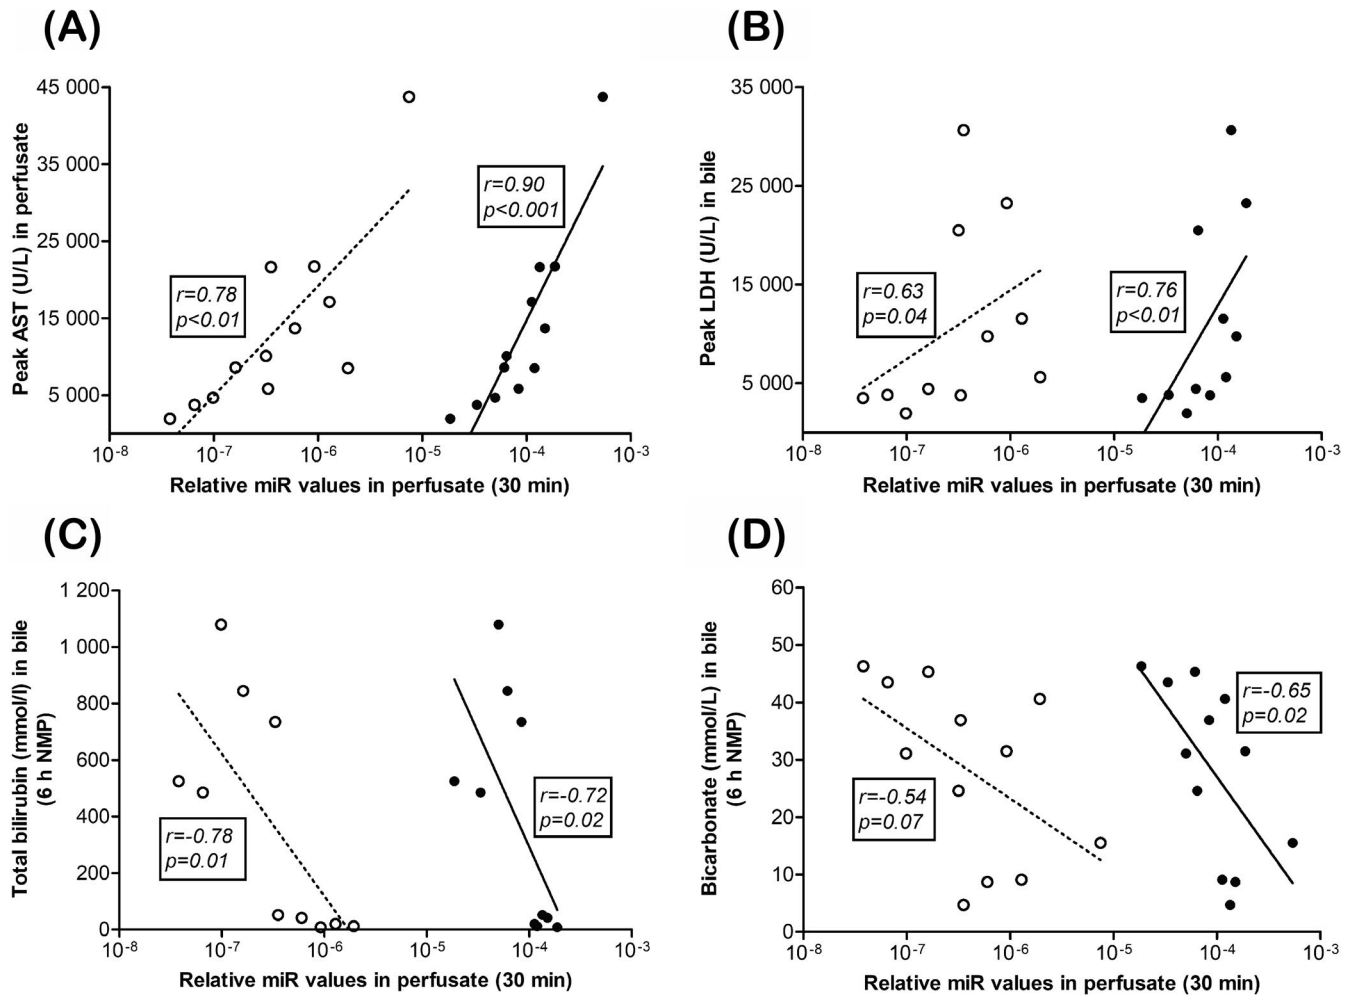 (A)
45 000
35 000
25 000
15 000
5 000
Peak AST (U/L) in perfusate
r=0.78
p<0.01
r=0.90
p<0.001
10-8
10-7
10-6
10-5
10-4
10-3
Relative miR values in perfusate (30 min)
(B)
35 000
25 000
15 000
5 000
Peak LDH (U/L) in bile
r=0.63
p=0.04
r=0.76
p<0.01
10-8
10-7
10-6
10-5
10-4
10-3
Relative miR values in perfusate (30 min)
(C)
1 200
1 000
800
600
400
200
0
Total bilirubin (mmol/l) in bile
(6 h NMP)
r=-0.78
p=0.01
r=-0.72
p=0.02
10-8
10-7
10-6
10-5
10-4
10-3
Relative miR values in perfusate (30 min)
(D)
60
50
40
30
20
10
0
Bicarbonate (mmol/L) in bile
(6 h NMP)
r=-0.54
p=0.07
r=-0.65
p=0.02
10-8
10-7
10-6
10-5
10-4
10-3
Relative miR values in perfusate (30 min)